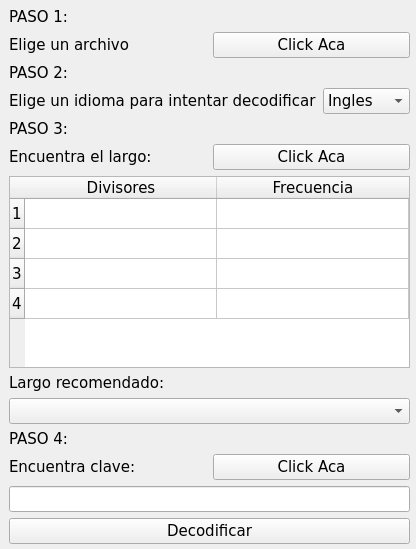 PASO 1:
Elige un archivo Click Aca
PASO 2:
Elige un idioma para intentar decodificar Ingles
PASO 3:
Encuentra el largo: Click Aca
Divisores Frecuencia
1
2
3
4
Largo recomendado:
PASO 4:
Encuentra clave: Click Aca
Decodificar